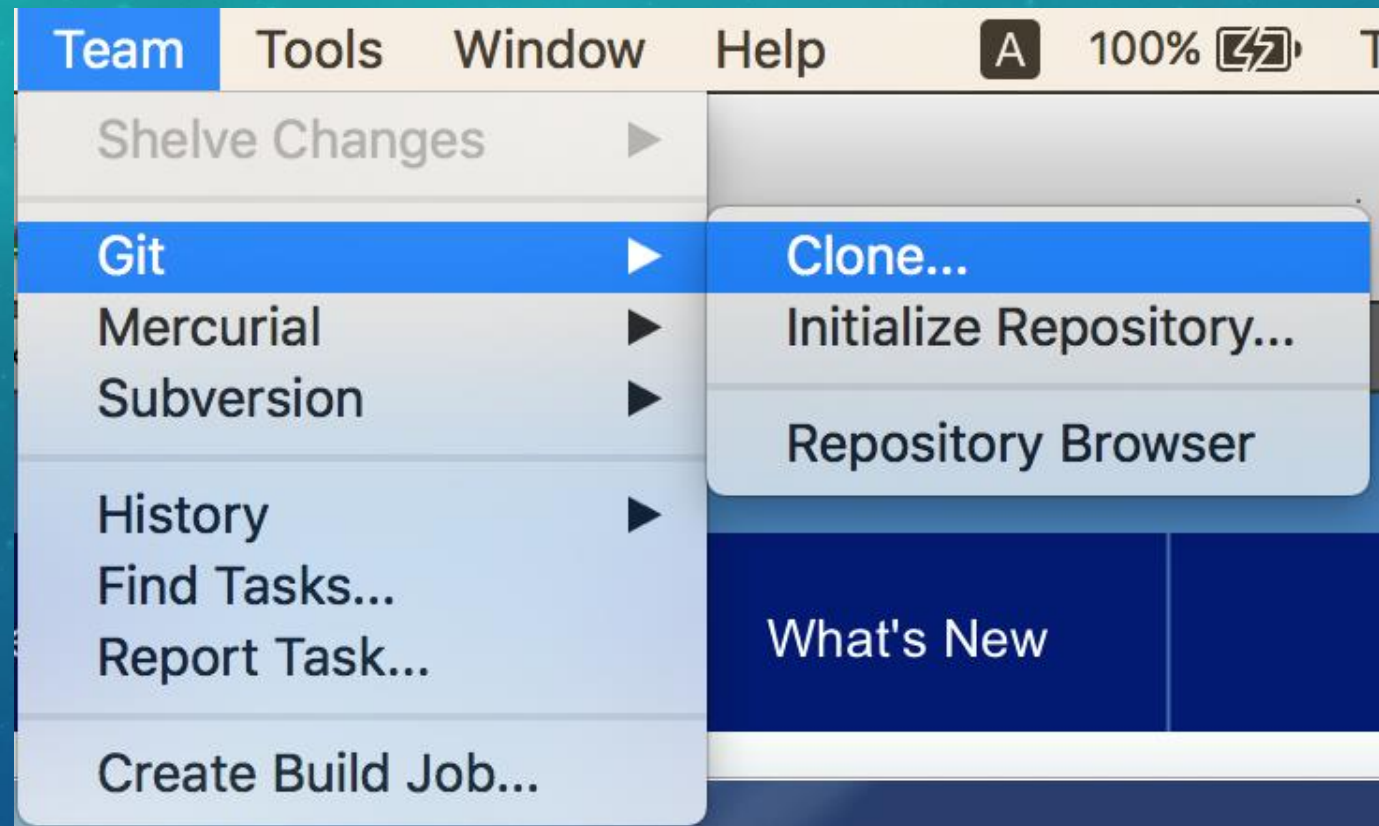 Team Tools Window Help A 100%
Shelve Changes
Git
Mercurial
Subversion
History
Find Tasks...
Report Task...
Create Build Job...
Clone...
Initialize Repository...
Repository Browser
What's New